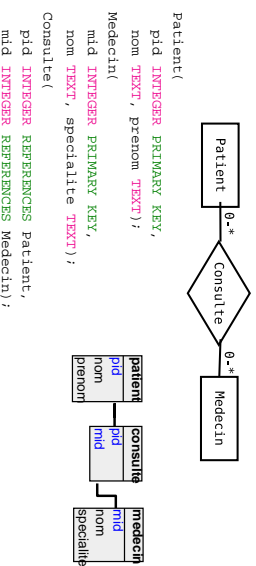 Patient(
pid INTEGER PRIMARY KEY,
nom TEXT, prenom TEXT);
Medecin(
mid INTEGER PRIMARY KEY,
nom TEXT, specialite TEXT);
Consulte(
pid INTEGER REFERENCES Patient,
mid INTEGER REFERENCES Medecin);
Patient
0-*
Consulte
0-*
Medecin
patient
pid
nom
prenom
consulte
pid
mid
medecin
mid
nom
specialite